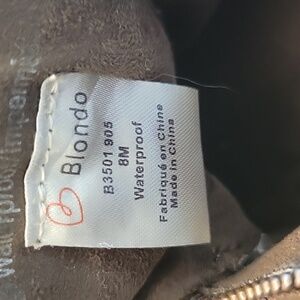 Blondo
B3501 905
8M
Waterproof
Fabriqué en Chine
Made in China